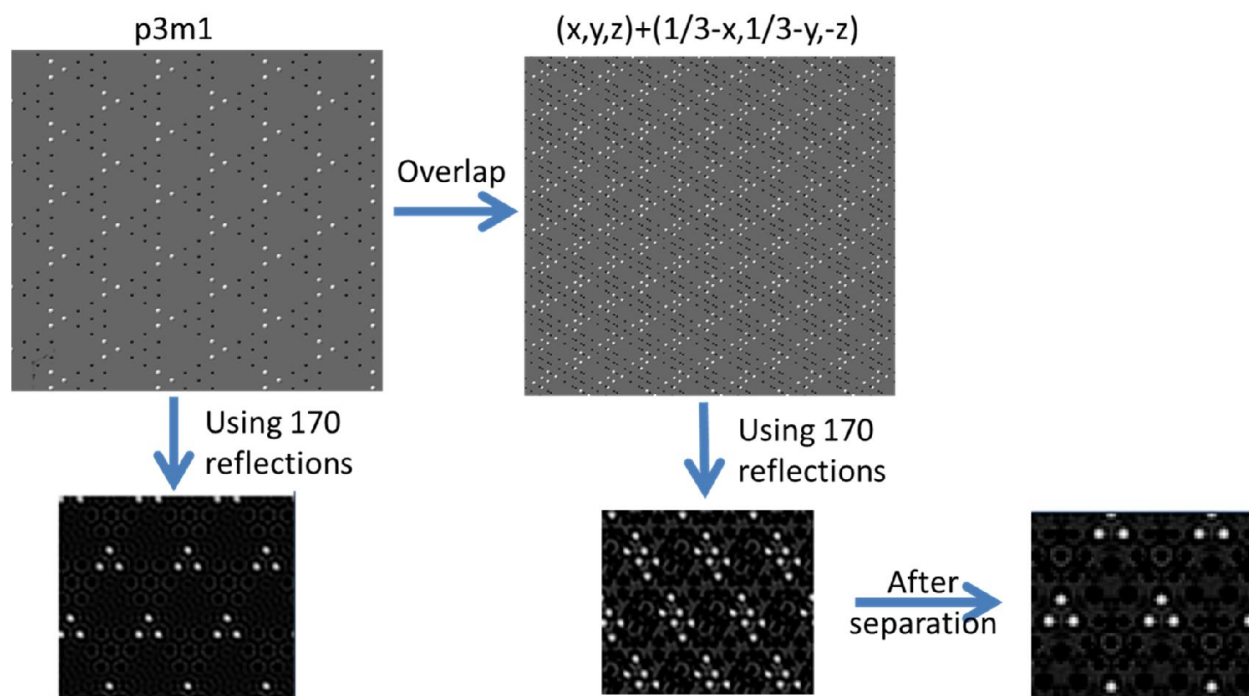 p3m1
(x,y,z)+(1/3-x,1/3-y,-z)
Overlap
Using 170
reflections
Using 170
reflections
After
separation